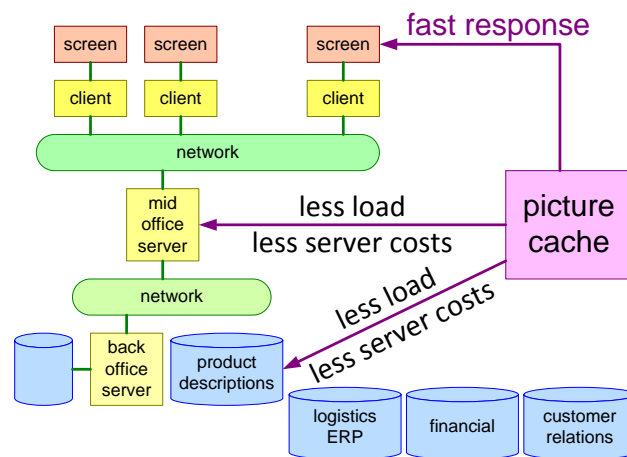 fast response
screen
screen
screen
client
client
client
network
mid
office
server
less load
less server costs
picture
cache
network
less load
less server costs
back
office
server
product
descriptions
logistics
ERP
financial
customer
relations